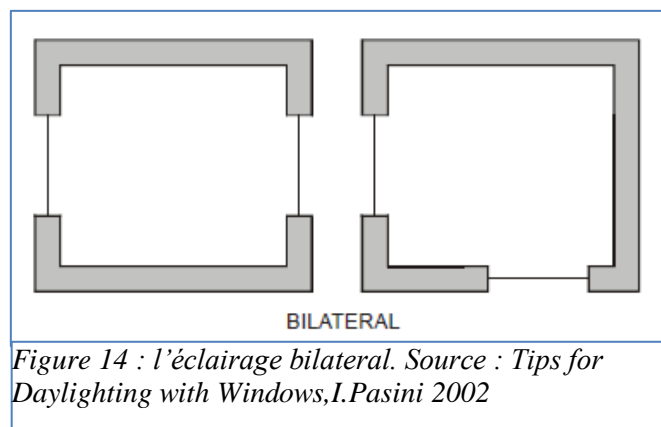 BILATERAL
Figure 14 : l'éclairage bilateral. Source : Tips for
Daylighting with Windows,I.Pasini 2002